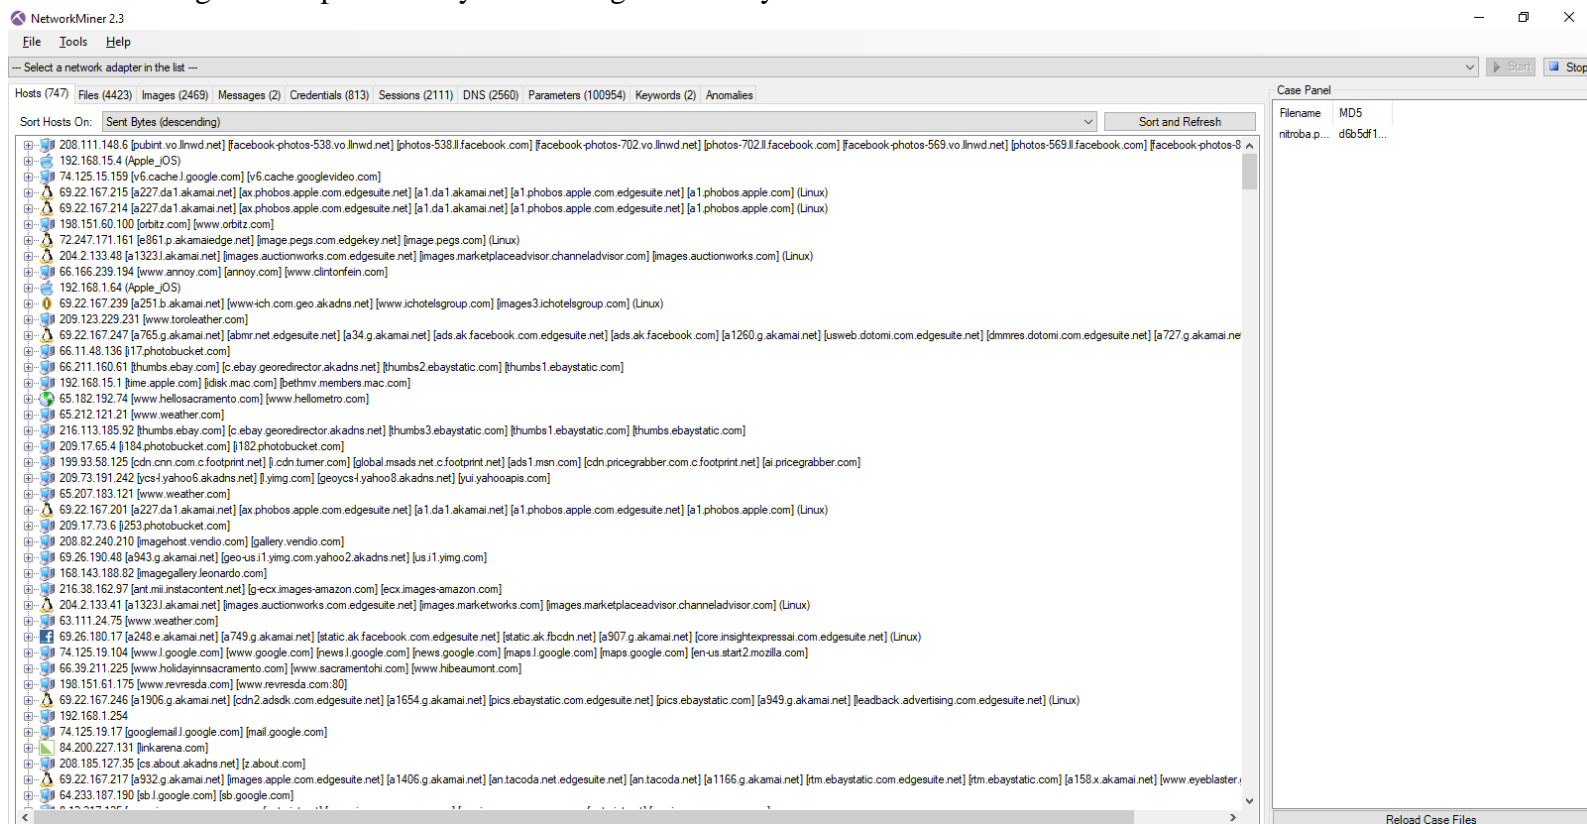 NetworkMiner 2.3
File Tools Help
--- Select a network adapter in the list ---
Start Stop
Hosts (747) Files (4423) Images (2469) Messages (2) Credentials (813) Sessions (2111) DNS (2560) Parameters (100954) Keywords (2) Anomalies
Case Panel
Sort Hosts On: Sent Bytes (descending) Sort and Refresh
Filename MD5
nitroba.p... d6b5df1...
208.111.148.6 [pubint.vo.llnwd.net] [facebook-photos-538.vo.llnwd.net] [photos-538.ll.facebook.com] [facebook-photos-702.vo.llnwd.net] [photos-702.ll.facebook.com] [facebook-photos-569.vo.llnwd.net] [photos-569.ll.facebook.com] [facebook-photos-8
192.168.15.4 (Apple_iOS)
74.125.15.159 [v6.cache.l.google.com] [v6.cache.googlevideo.com]
69.22.167.215 [a227.da1.akamai.net] [ax.phobos.apple.com.edgesuite.net] [a1.da1.akamai.net] [a1.phobos.apple.com.edgesuite.net] [a1.phobos.apple.com] (Linux)
69.22.167.214 [a227.da1.akamai.net] [ax.phobos.apple.com.edgesuite.net] [a1.da1.akamai.net] [a1.phobos.apple.com.edgesuite.net] [a1.phobos.apple.com] (Linux)
198.151.60.100 [orbitz.com] [www.orbitz.com]
72.247.171.161 [e861.p.akamaiedge.net] [image.pegs.com.edgekey.net] [image.pegs.com] (Linux)
204.2.133.48 [a1323.l.akamai.net] [images.auctionworks.com.edgesuite.net] [images.marketplaceadvisor.channeladvisor.com] [images.auctionworks.com] (Linux)
66.166.239.194 [www.annoy.com] [annoy.com] [www.clintonfein.com]
192.168.1.64 (Apple_iOS)
69.22.167.239 [a251.b.akamai.net] [www-ich.com.geo.akadns.net] [www.ichotelsgroup.com] [images3.ichotelsgroup.com] (Linux)
209.123.229.231 [www.toroleather.com]
69.22.167.247 [a765.g.akamai.net] [abmr.net.edgesuite.net] [a34.g.akamai.net] [ads.ak.facebook.com.edgesuite.net] [ads.ak.facebook.com] [a1260.g.akamai.net] [usweb.dotomi.com.edgesuite.net] [dmmres.dotomi.com.edgesuite.net] [a727.g.akamai.ne
66.11.48.136 [i17.photobucket.com]
66.211.160.61 [thumbs.ebay.com] [c.ebay.georedirector.akadns.net] [thumbs2.ebaystatic.com] [thumbs1.ebaystatic.com]
192.168.15.1 [time.apple.com] [idisk.mac.com] [bethmv.members.mac.com]
65.182.192.74 [www.hellosacramento.com] [www.hellometro.com]
65.212.121.21 [www.weather.com]
216.113.185.92 [thumbs.ebay.com] [c.ebay.georedirector.akadns.net] [thumbs3.ebaystatic.com] [thumbs1.ebaystatic.com] [thumbs.ebaystatic.com]
209.17.65.4 [i184.photobucket.com] [i182.photobucket.com]
199.93.58.125 [cdn.cnn.com.c.footprint.net] [i.cdn.turner.com] [global.msads.net.c.footprint.net] [ads1.msn.com] [cdn.pricegrabber.com.c.footprint.net] [ai.pricegrabber.com]
209.73.191.242 [ycs-l.yahoo6.akadns.net] [l.yimg.com] [geoycs-l.yahoo8.akadns.net] [yui.yahooapis.com]
65.207.183.121 [www.weather.com]
69.22.167.201 [a227.da1.akamai.net] [ax.phobos.apple.com.edgesuite.net] [a1.da1.akamai.net] [a1.phobos.apple.com.edgesuite.net] [a1.phobos.apple.com] (Linux)
209.17.73.6 [i253.photobucket.com]
208.82.240.210 [imagehost.vendio.com] [gallery.vendio.com]
69.26.190.48 [a943.g.akamai.net] [geo-us.i1.yimg.com.yahoo2.akadns.net] [us.i1.yimg.com]
168.143.188.82 [imagegallery.leonardo.com]
216.38.162.97 [ant.mii.instacontent.net] [g-ecx.images-amazon.com] [ecx.images-amazon.com]
204.2.133.41 [a1323.l.akamai.net] [images.auctionworks.com.edgesuite.net] [images.marketworks.com] [images.marketplaceadvisor.channeladvisor.com] (Linux)
63.111.24.75 [www.weather.com]
69.26.180.17 [a248.e.akamai.net] [a749.g.akamai.net] [static.ak.facebook.com.edgesuite.net] [static.ak.fbcdn.net] [a907.g.akamai.net] [core.insightexpressai.com.edgesuite.net] (Linux)
74.125.19.104 [www.l.google.com] [www.google.com] [news.l.google.com] [news.google.com] [maps.l.google.com] [maps.google.com] [en-us.start2.mozilla.com]
66.39.211.225 [www.holidayinnsacramento.com] [www.sacramentohi.com] [www.hibeaumont.com]
198.151.61.175 [www.revresda.com] [www.revresda.com:80]
69.22.167.246 [a1906.g.akamai.net] [cdn2.adsdk.com.edgesuite.net] [a1654.g.akamai.net] [pics.ebaystatic.com.edgesuite.net] [pics.ebaystatic.com] [a949.g.akamai.net] [leadback.advertising.com.edgesuite.net] (Linux)
192.168.1.254
74.125.19.17 [googlemail.l.google.com] [mail.google.com]
84.200.227.131 [linkarena.com]
208.185.127.35 [cs.about.akadns.net] [z.about.com]
69.22.167.217 [a932.g.akamai.net] [images.apple.com.edgesuite.net] [a1406.g.akamai.net] [an.tacoda.net.edgesuite.net] [an.tacoda.net] [a1166.g.akamai.net] [rtm.ebaystatic.com.edgesuite.net] [rtm.ebaystatic.com] [a158.x.akamai.net] [www.eyeblaster.
64.233.187.190 [sb.l.google.com] [sb.google.com]
Reload Case Files